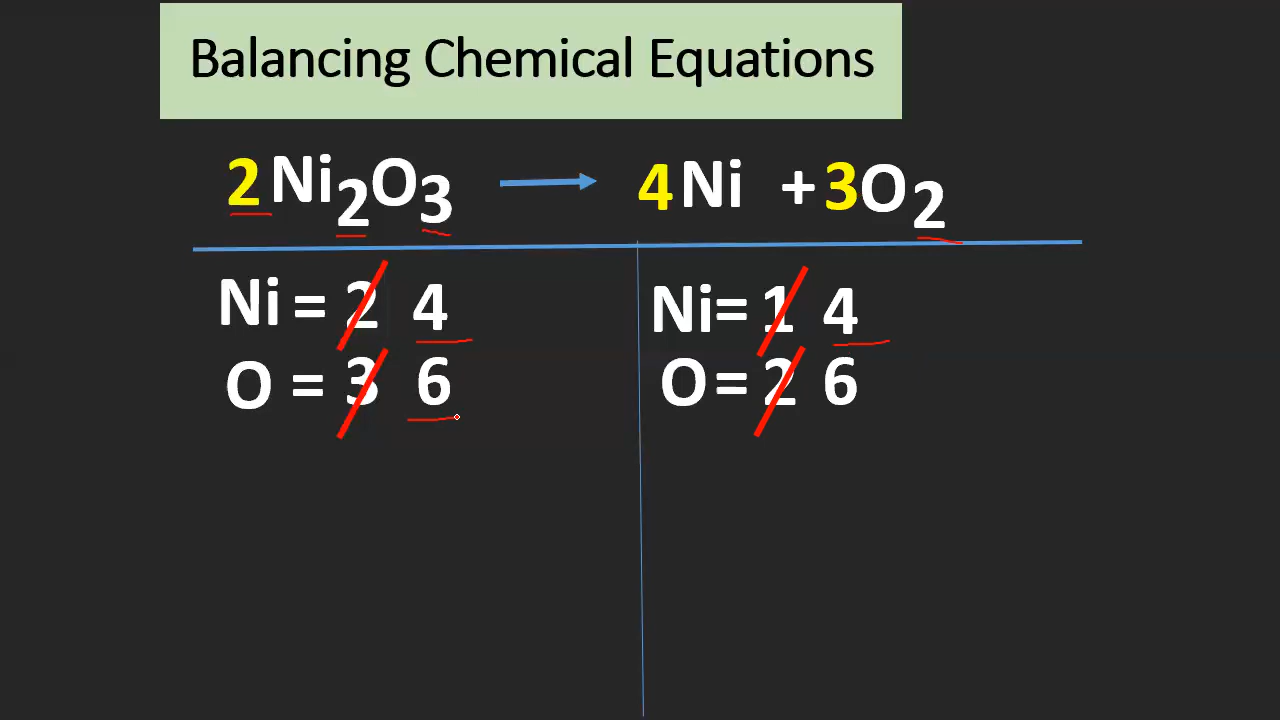 Balancing Chemical Equations
2Ni₂O₃ → 4Ni + 3O₂
Ni = 2 4 Ni= 1 4
O = 3 6 O= 2 6